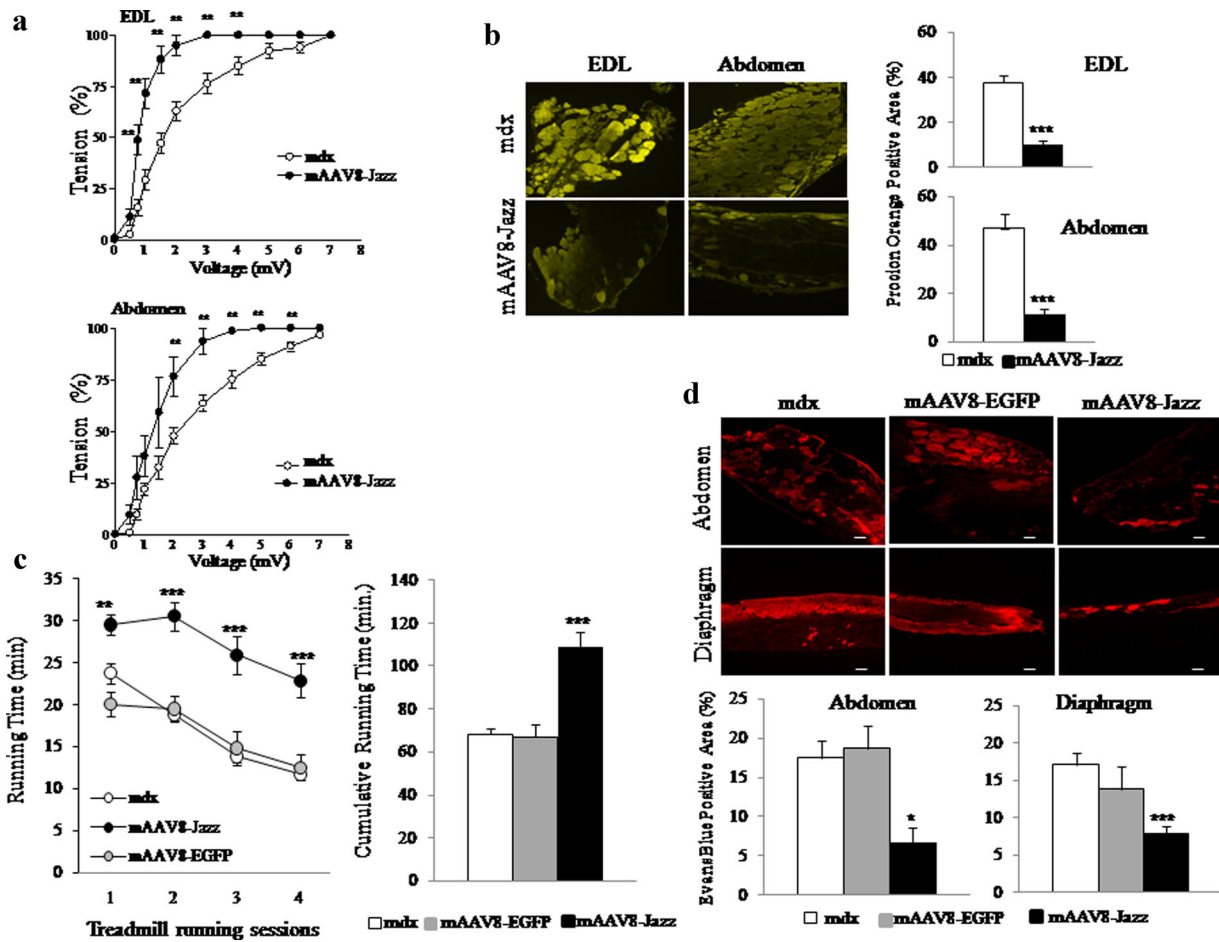 a
EDL
** ** ** ** ** ** **
100
75
50
25
0
Tension (%)
mdx
mAAV8-Jazz
0 1 2 3 4 5 6 7 8
Voltage (mV)
Abdomen
** ** ** ** **
100
75
50
25
0
Tension (%)
mdx
mAAV8-Jazz
0 1 2 3 4 5 6 7 8
Voltage (mV)
b
EDL Abdomen
mdx
mAAV8-Jazz
Procion Orange Positive Area (%)
60
40
20
0
EDL
***
60
40
20
0
Abdomen
***
mdx mAAV8-Jazz
c
Running Time (min)
35
30
25
20
15
10
5
0
** *** *** ***
mdx
mAAV8-Jazz
mAAV8-EGFP
1 2 3 4
Treadmill running sessions
Cumulative Running Time (min.)
140
120
100
80
60
40
20
0
***
mdx mAAV8-EGFP mAAV8-Jazz
d
mdx mAAV8-EGFP mAAV8-Jazz
Abdomen
Diaphragm
Evans Blue Positive Area (%)
Abdomen
25
20
15
10
5
0
*
Diaphragm
25
20
15
10
5
0
***
mdx mAAV8-EGFP mAAV8-Jazz